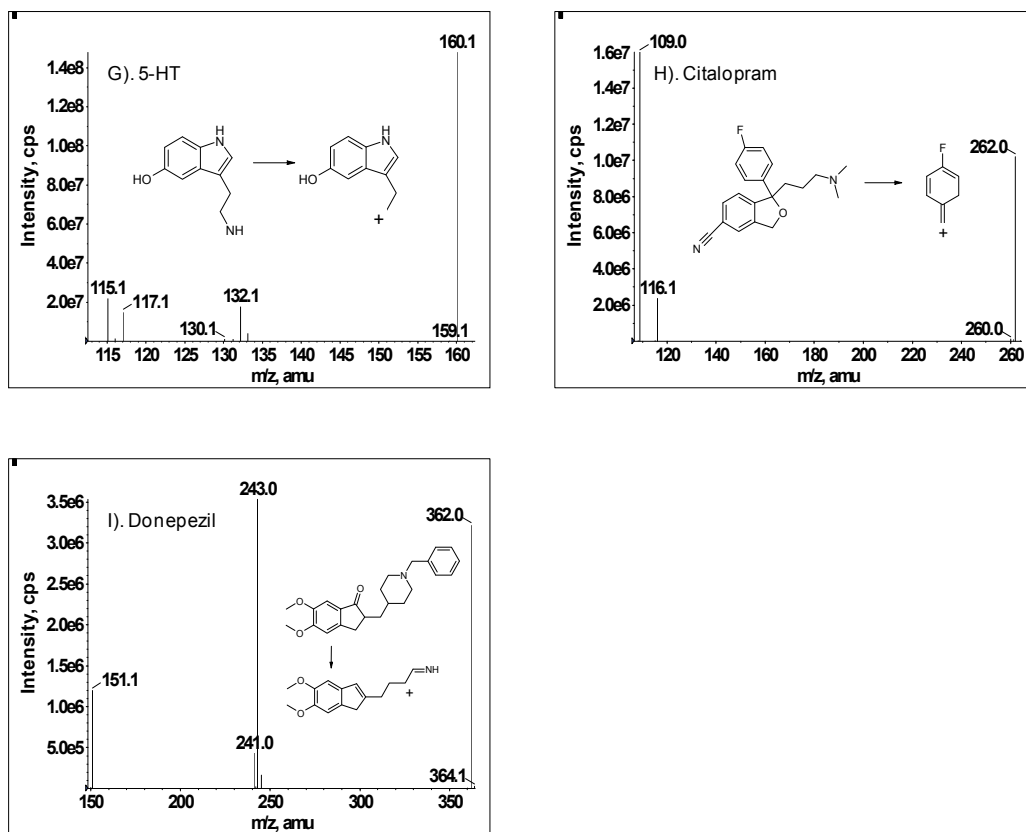 G). 5-HT
Intensity, cps
1.4e8
1.2e8
1.0e8
8.0e7
6.0e7
4.0e7
2.0e7
160.1
115.1
117.1
130.1
132.1
159.1
H
N
HO
NH
H
N
HO
+
115 120 125 130 135 140 145 150 155 160
m/z, amu
H). Citalopram
Intensity, cps
1.6e7
1.4e7
1.2e7
1.0e7
8.0e6
6.0e6
4.0e6
2.0e6
109.0
262.0
116.1
260.0
F
N
O
N
F
+
120 140 160 180 200 220 240 260
m/z, amu
I). Donepezil
Intensity, cps
3.5e6
3.0e6
2.5e6
2.0e6
1.5e6
1.0e6
5.0e5
243.0
362.0
151.1
241.0
364.1
N
O
O
O
NH
O
O
+
150 200 250 300 350
m/z, amu